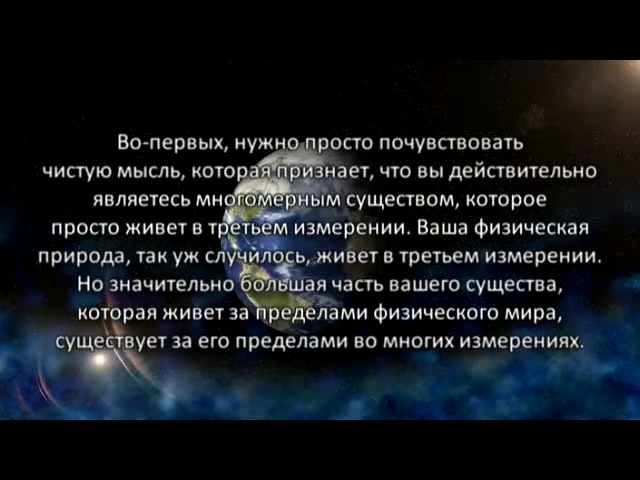 Во-первых, нужно просто почувствовать
чистую мысль, которая признает, что вы действительно
являетесь многомерным существом, которое
просто живет в третьем измерении. Ваша физическая
природа, так уж случилось, живет в третьем измерении.
Но значительно большая часть вашего существа,
которая живет за пределами физического мира,
существует за его пределами во многих измерениях.